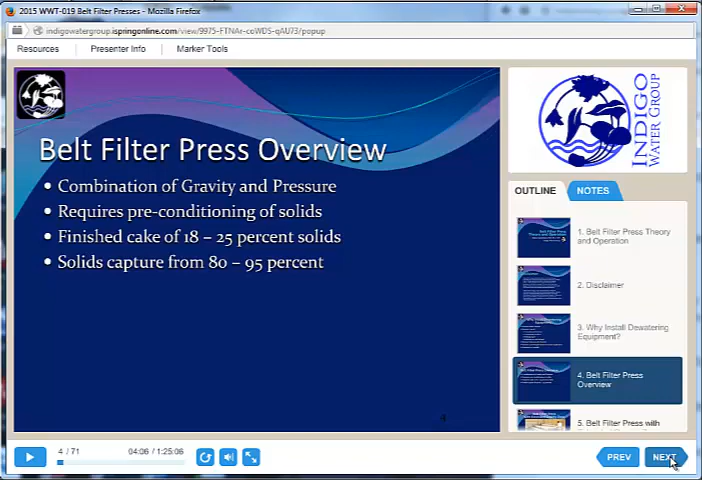 2015 WWT-019 Belt Filter Presses - Mozilla Firefox
indigowatergroup.ispringonline.com/view/9975-FTNAr-coWDS-qAU73/popup
Resources Presenter Info Marker Tools
Belt Filter Press Overview
• Combination of Gravity and Pressure
• Requires pre-conditioning of solids
• Finished cake of 18 – 25 percent solids
• Solids capture from 80 – 95 percent
4
INDIGO
WATER GROUP
OUTLINE NOTES
1. Belt Filter Press Theory
and Operation
2. Disclaimer
3. Why Install Dewatering
Equipment?
4. Belt Filter Press
Overview
5. Belt Filter Press with
4 / 71 04:06 / 1:25:06
PREV NEXT